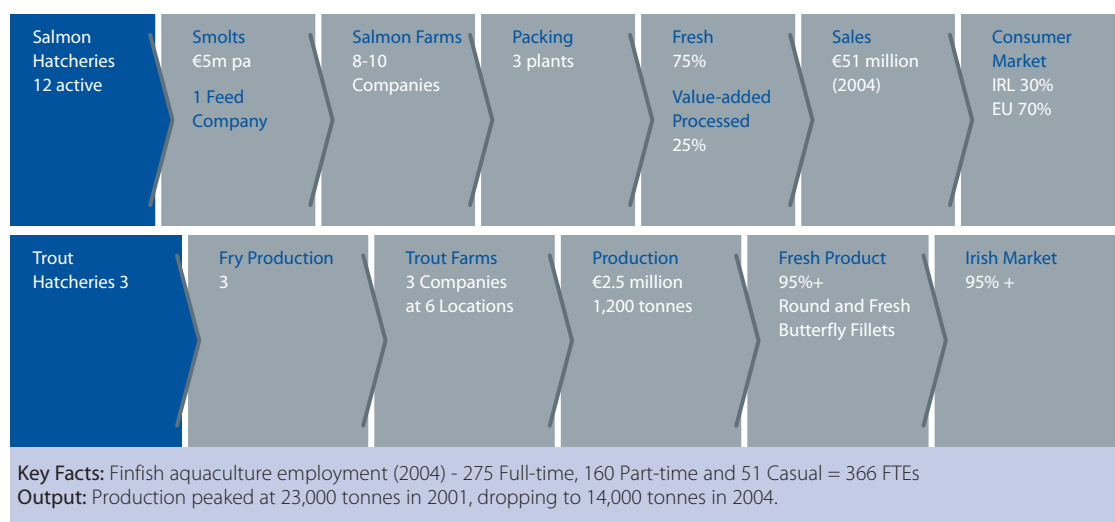 Salmon
Hatcheries
12 active
Smolts
€5m pa
1 Feed
Company
Salmon Farms
8-10
Companies
Packing
3 plants
Fresh
75%
Value-added
Processed
25%
Sales
€51 million
(2004)
Consumer
Market
IRL 30%
EU 70%
Trout
Hatcheries 3
Fry Production
3
Trout Farms
3 Companies
at 6 Locations
Production
€2.5 million
1,200 tonnes
Fresh Product
95%+
Round and Fresh
Butterfly Fillets
Irish Market
95% +
Key Facts: Finfish aquaculture employment (2004) - 275 Full-time, 160 Part-time and 51 Casual = 366 FTEs
Output: Production peaked at 23,000 tonnes in 2001, dropping to 14,000 tonnes in 2004.